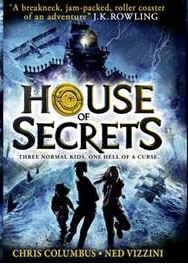 "A breakneck, jam-packed, roller coaster
of an adventure" J.K.ROWLING
HOUSE
OF
SECRETS
THREE NORMAL KIDS. ONE HELL OF A CURSE.
CHRIS COLUMBUS • NED VIZZINI